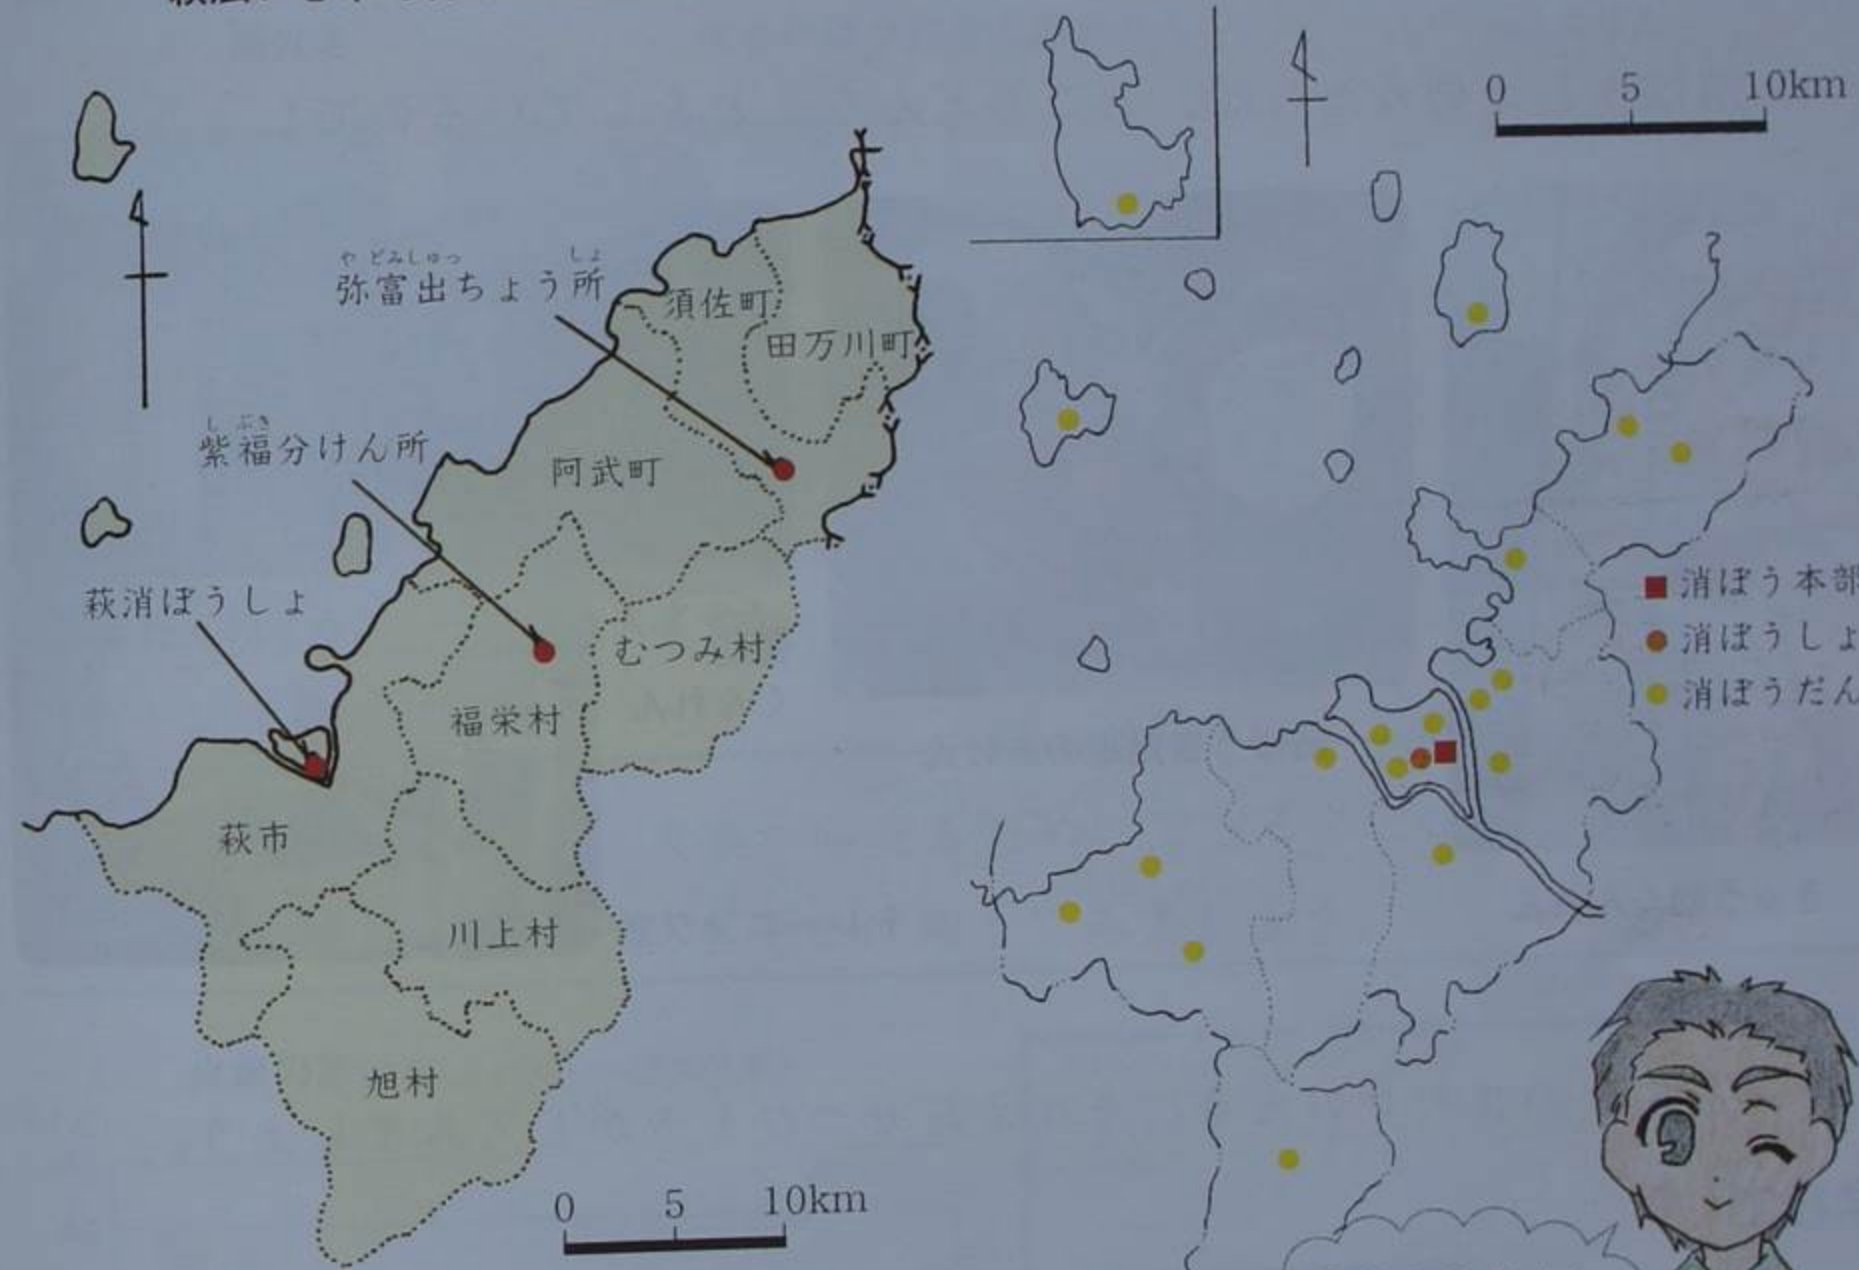 弥富出ちょう所
やどみしゅっ しょ
須佐町
田万川町
紫福分けん所
しぶき
阿武町
萩消ぼうしょ
むつみ村
福栄村
萩市
川上村
旭村
0 5 10km
0 5 10km
消ぼう本部
消ぼうしょ
消ぼうだん